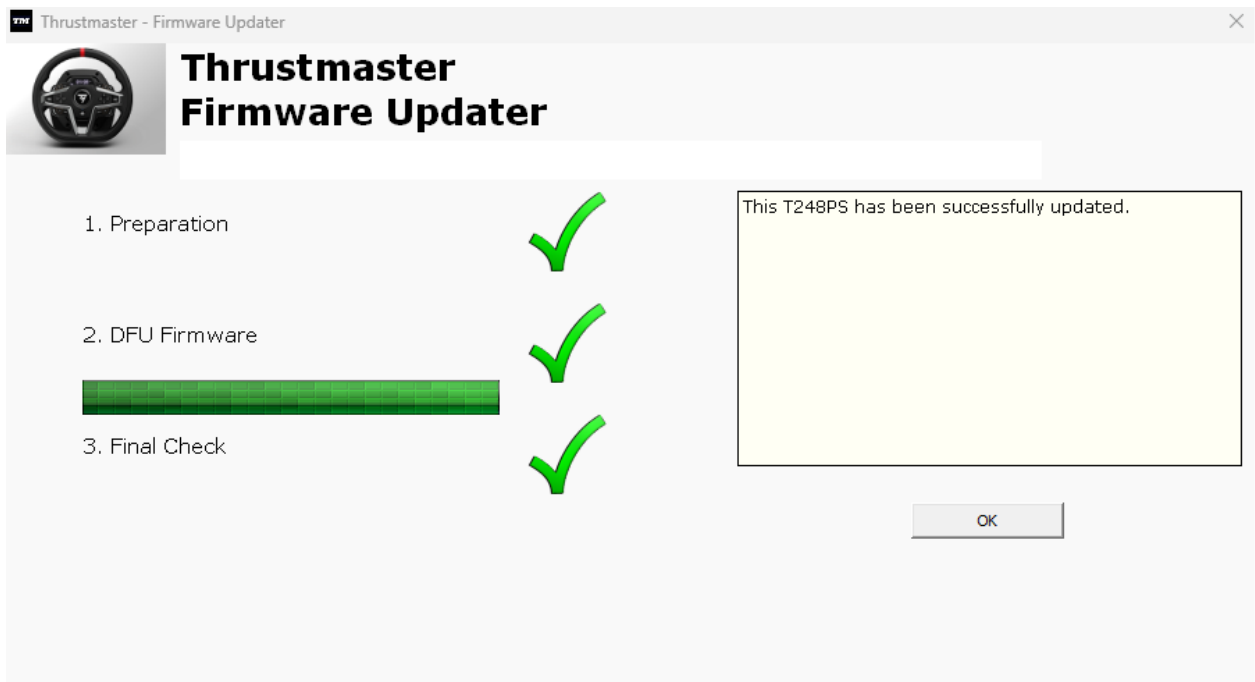 TM Thrustmaster - Firmware Updater
Thrustmaster
Firmware Updater
1. Preparation
2. DFU Firmware
3. Final Check
This T248PS has been successfully updated.
OK